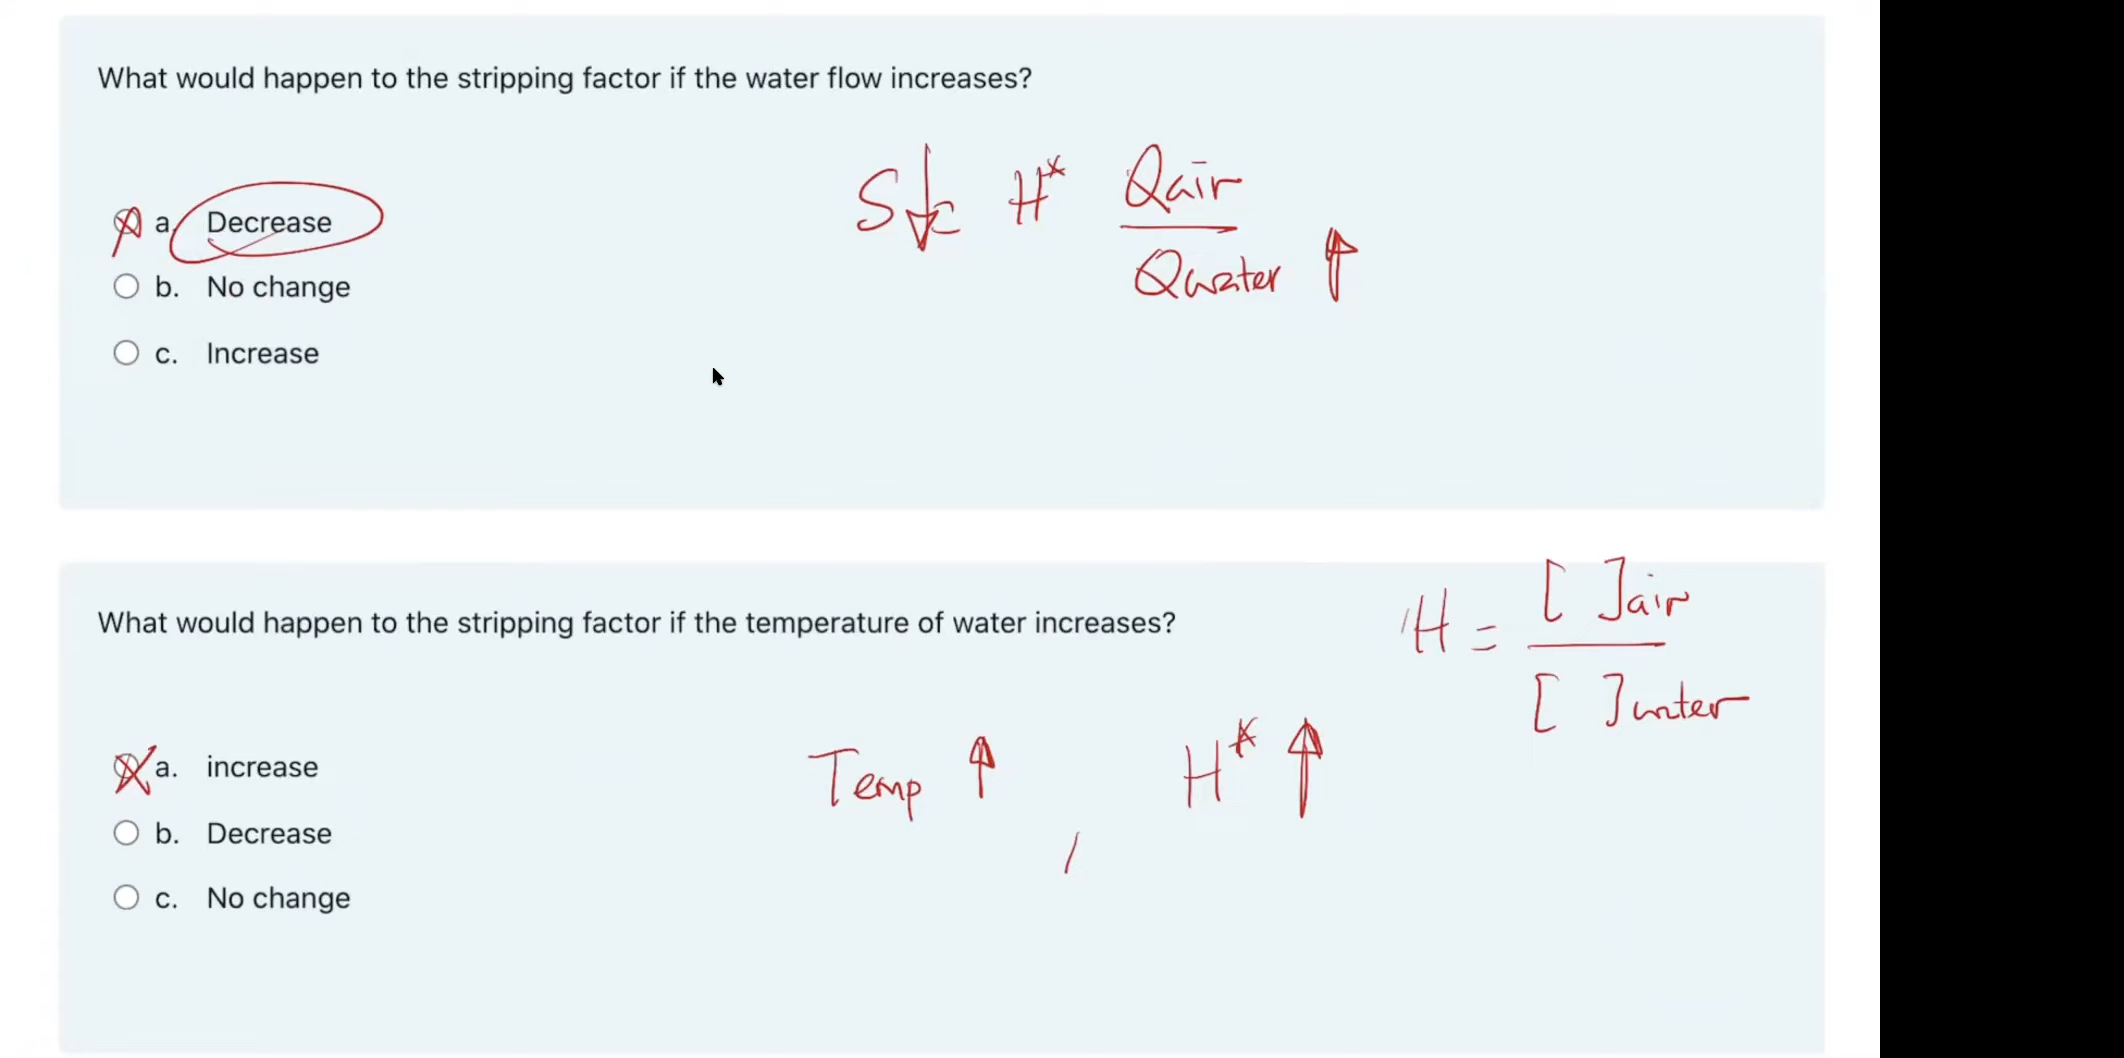 What would happen to the stripping factor if the water flow increases?
S = H* Qair
Qwater
a. Decrease
b. No change
c. Increase
What would happen to the stripping factor if the temperature of water increases?
H = [ ]air
[ ]water
Temp ↑ H* ↑
a. increase
b. Decrease
c. No change